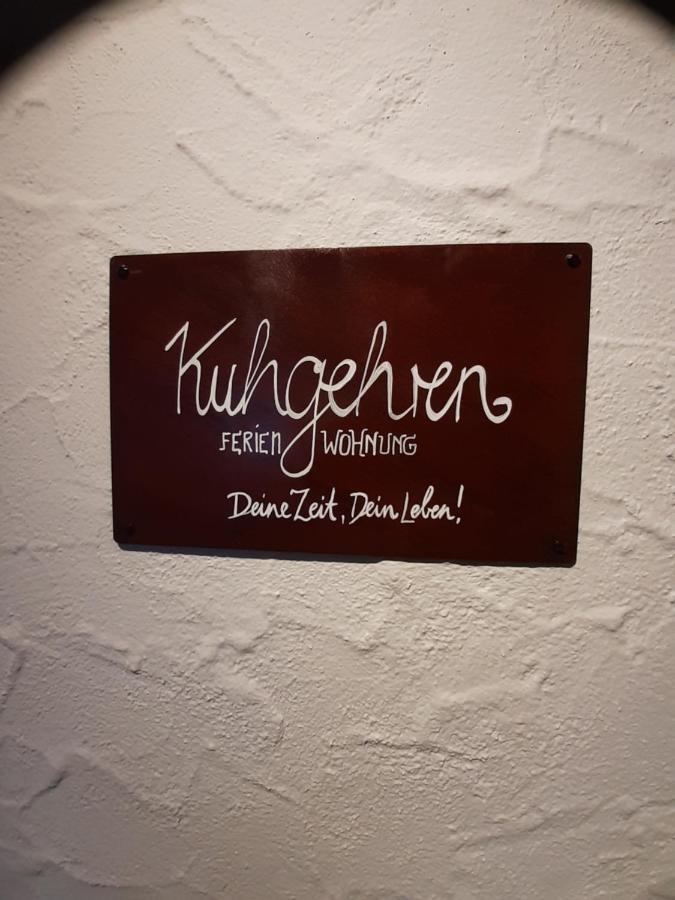 Kuhgehren
FERIEN WOHNUNG
Deine Zeit, Dein Leben!